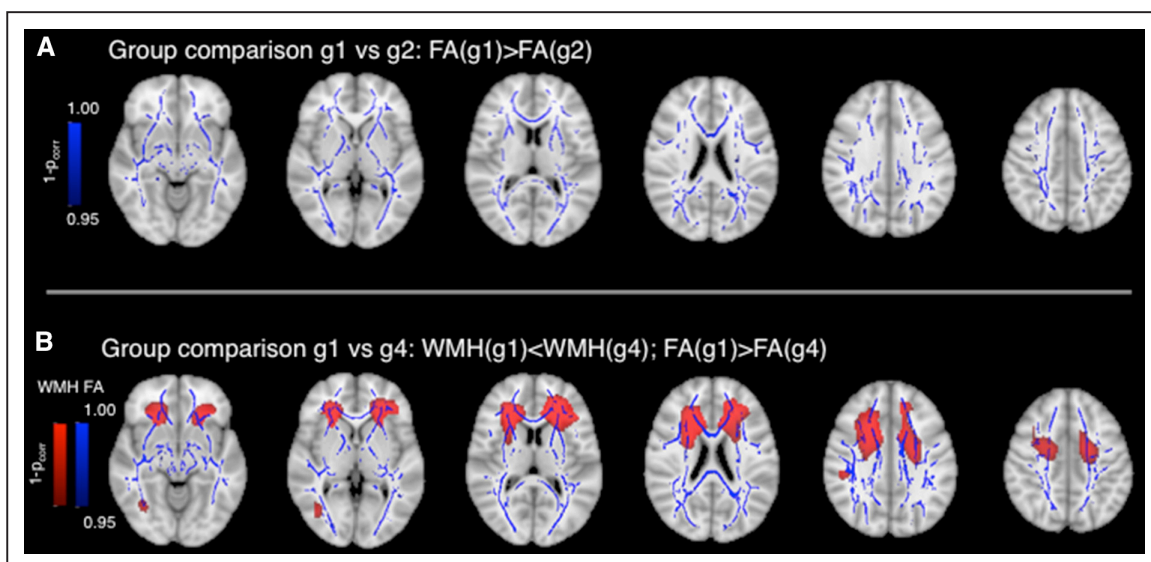 A
Group comparison g1 vs g2: FA(g1)>FA(g2)
1.00
1-pcorr
0.95
B
Group comparison g1 vs g4: WMH(g1)<WMH(g4); FA(g1)>FA(g4)
WMH FA
1.00
1-pcorr
0.95